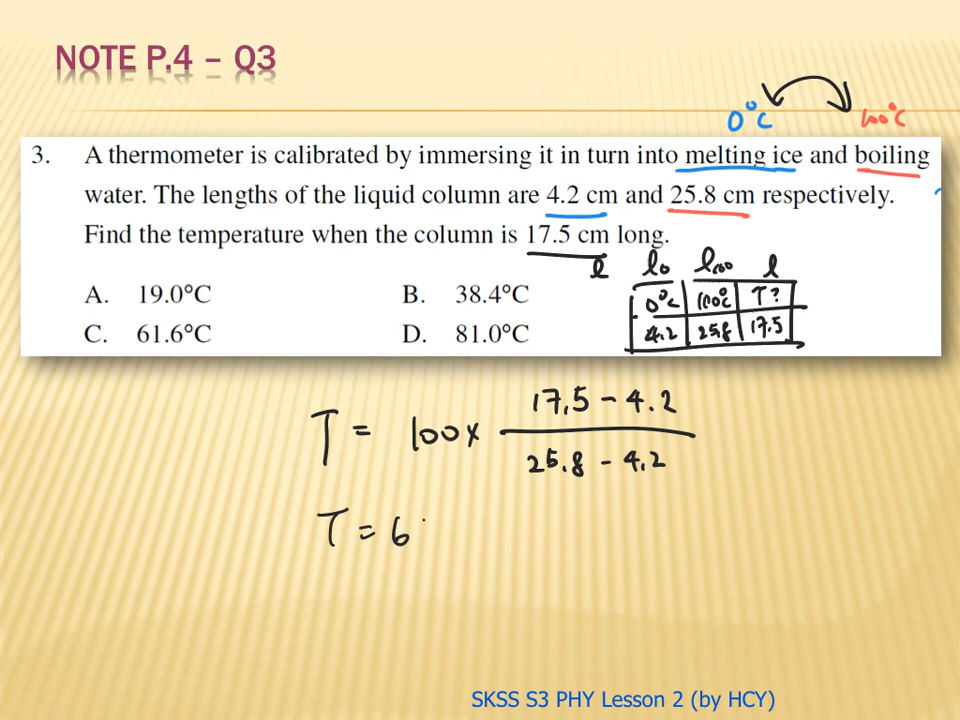 NOTE P.4 – Q3
0°C 100°C
3. A thermometer is calibrated by immersing it in turn into melting ice and boiling
water. The lengths of the liquid column are 4.2 cm and 25.8 cm respectively.
Find the temperature when the column is 17.5 cm long.
l l₀ l₁₀₀ l
A. 19.0°C B. 38.4°C
0°C 100°C T?
C. 61.6°C D. 81.0°C
4.2 25.8 17.5
17.5 - 4.2
T = 100 ×
25.8 - 4.2
T = 6
SKSS S3 PHY Lesson 2 (by HCY)